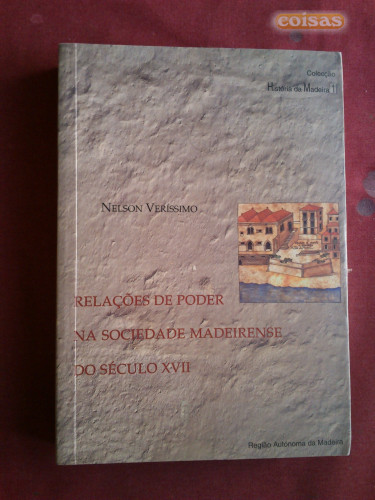 coisas
Colecção
História da Madeira 1
NELSON VERÍSSIMO
RELAÇÕES DE PODER
NA SOCIEDADE MADEIRENSE
DO SÉCULO XVII
Região Autónoma da Madeira